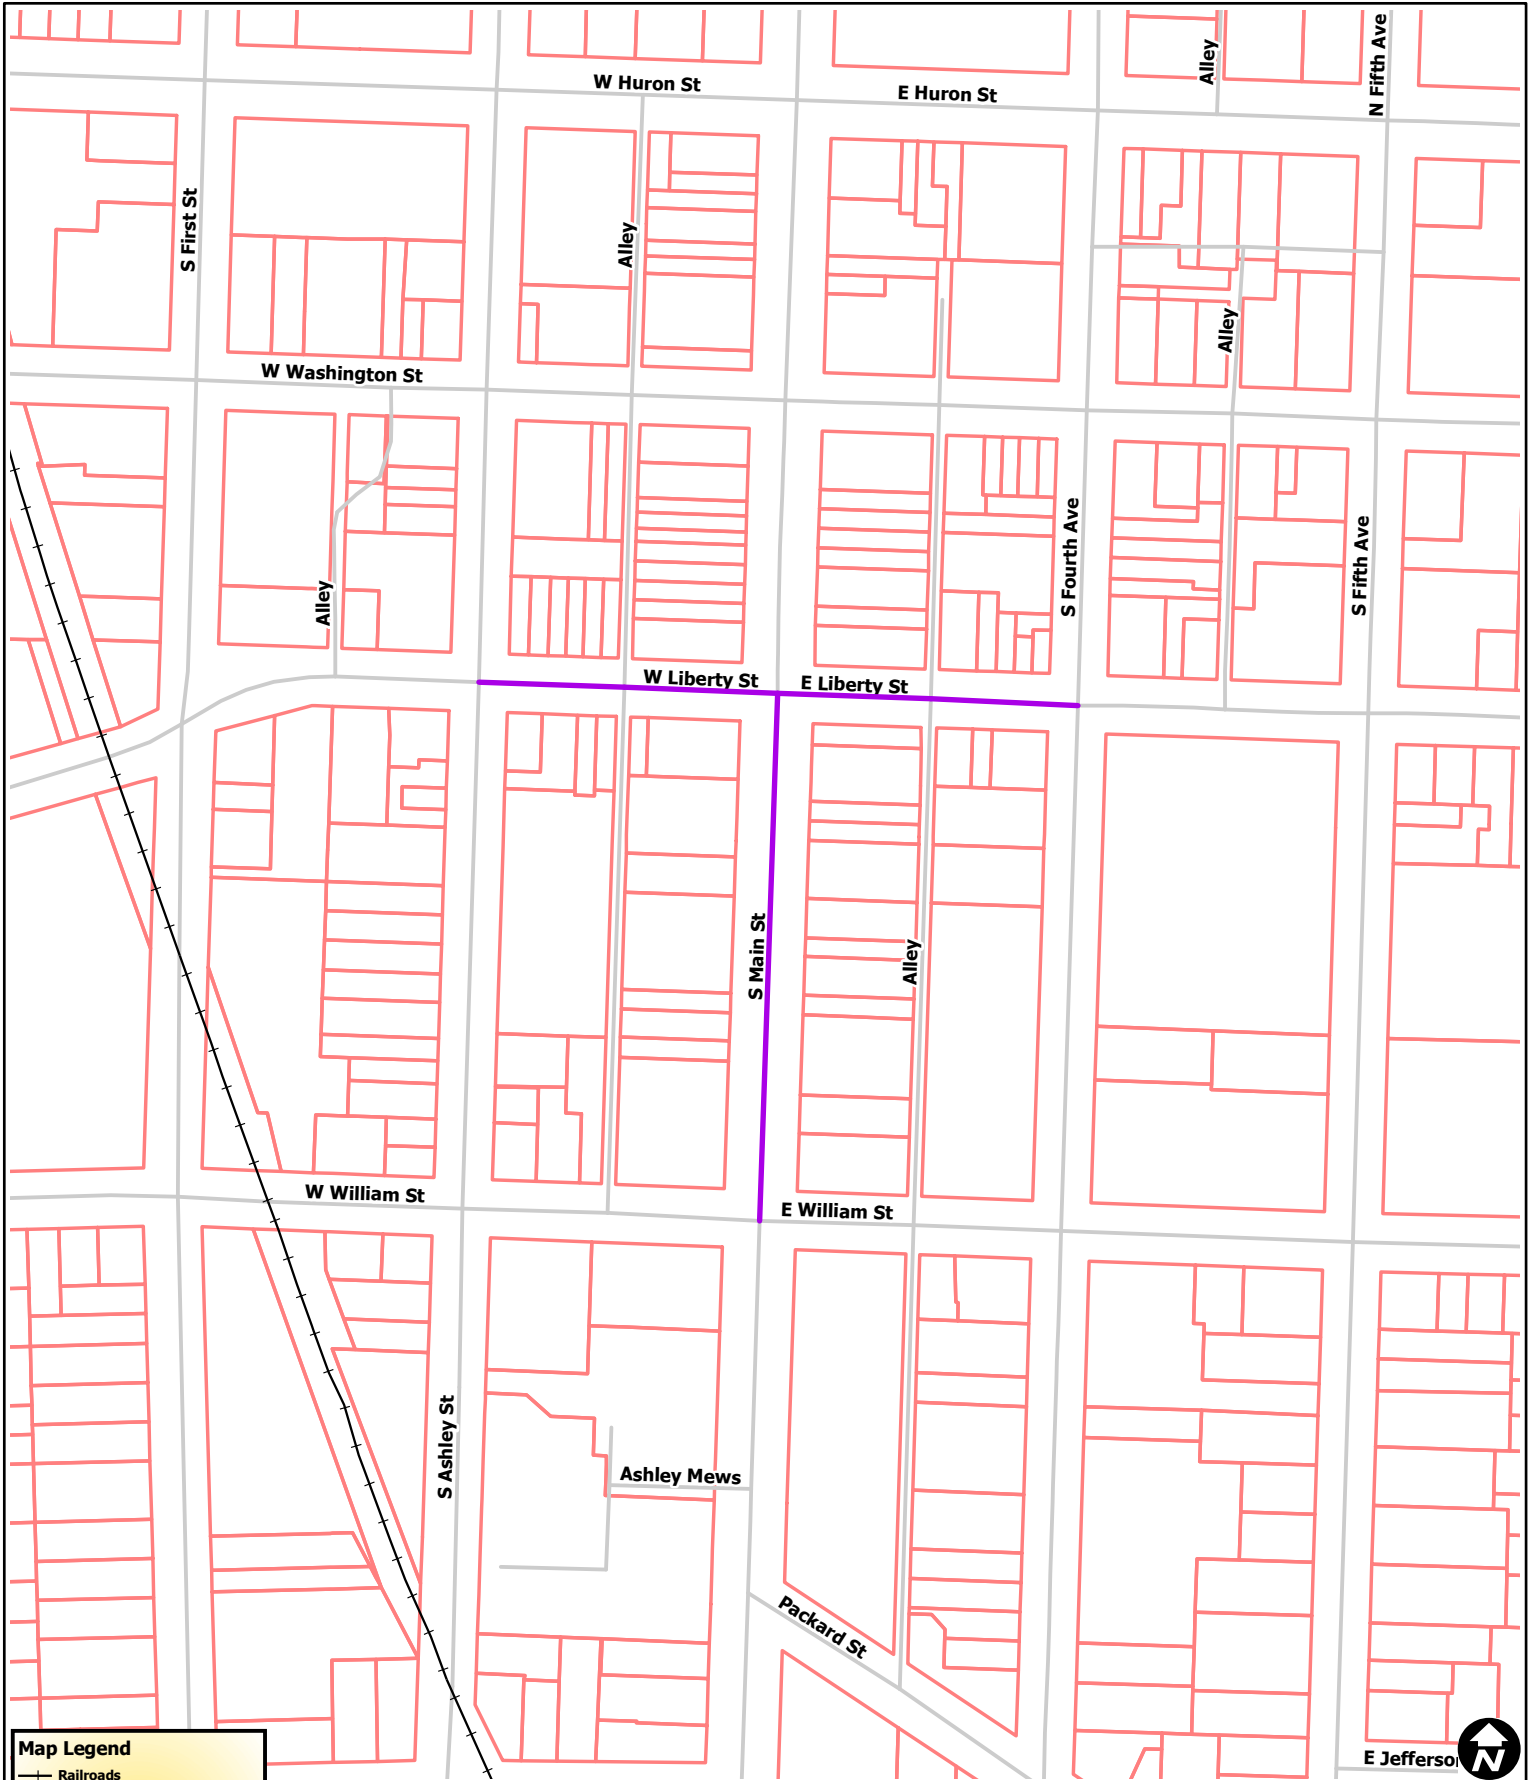 N Fifth Ave
Alley
W Huron St
E Huron St
S First St
Alley
Alley
W Washington St
S Fourth Ave
S Fifth Ave
Alley
W Liberty St
E Liberty St
S Main St
Alley
W William St
E William St
S Ashley St
Ashley Mews
Packard St
Map Legend
Railroads
E Jefferso
N